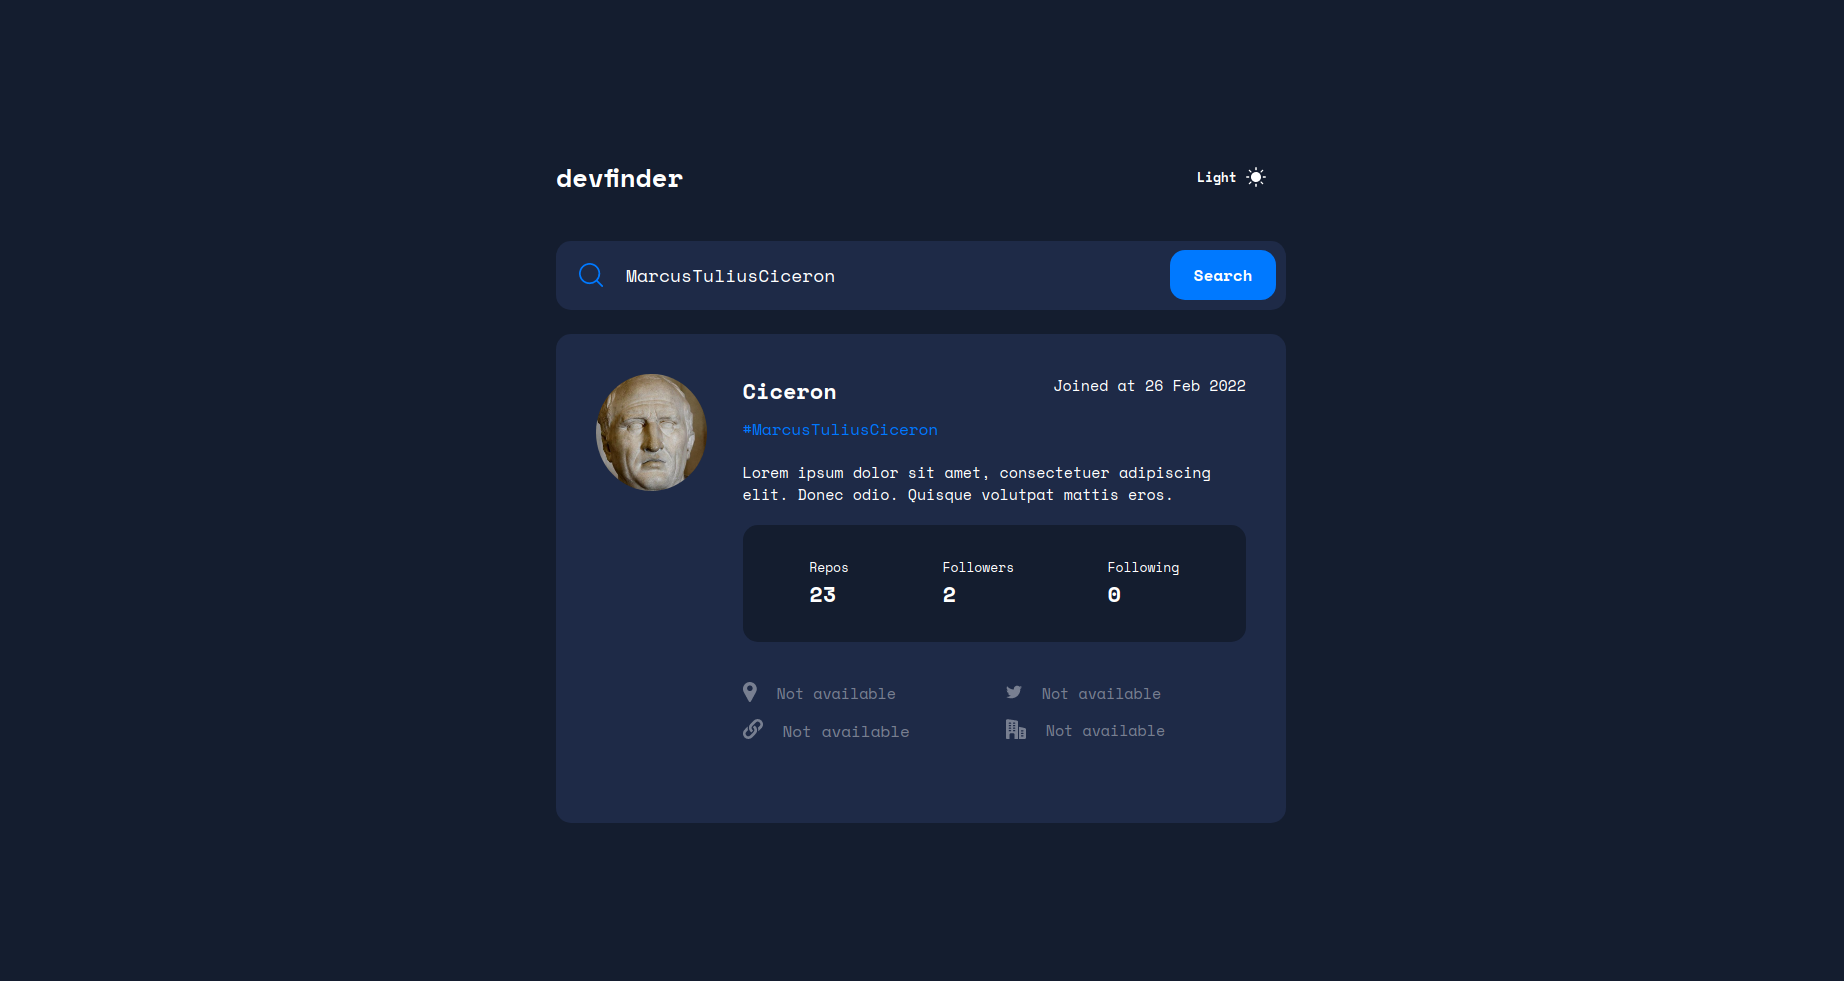 devfinder
Light
MarcusTuliusCiceron
Search
Ciceron
Joined at 26 Feb 2022
#MarcusTuliusCiceron
Lorem ipsum dolor sit amet, consectetuer adipiscing
elit. Donec odio. Quisque volutpat mattis eros.
Repos
Followers
Following
23
2
0
Not available
Not available
Not available
Not available